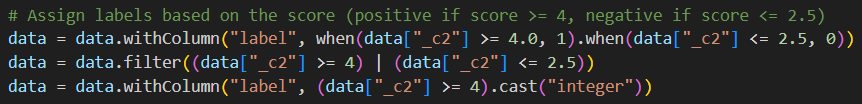 # Assign labels based on the score (positive if score >= 4, negative if score <= 2.5)
data = data.withColumn("label", when(data["_c2"] >= 4.0, 1).when(data["_c2"] <= 2.5, 0))
data = data.filter((data["_c2"] >= 4) | (data["_c2"] <= 2.5))
data = data.withColumn("label", (data["_c2"] >= 4).cast("integer"))